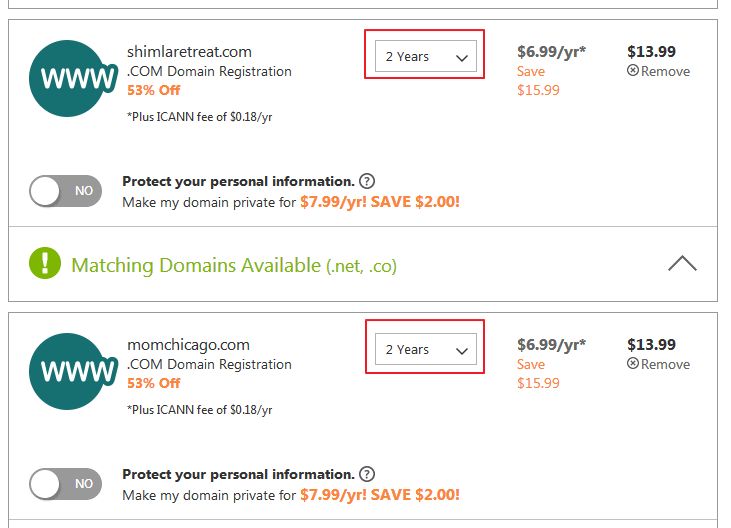 shimlaretreat.com
.COM Domain Registration
53% Off
*Plus ICANN fee of $0.18/yr
www
2 Years
$6.99/yr*
Save
$15.99
$13.99
Remove
NO
Protect your personal information. ?
Make my domain private for $7.99/yr! SAVE $2.00!
! Matching Domains Available (.net, .co)
momchicago.com
.COM Domain Registration
53% Off
*Plus ICANN fee of $0.18/yr
www
2 Years
$6.99/yr*
Save
$15.99
$13.99
Remove
NO
Protect your personal information. ?
Make my domain private for $7.99/yr! SAVE $2.00!